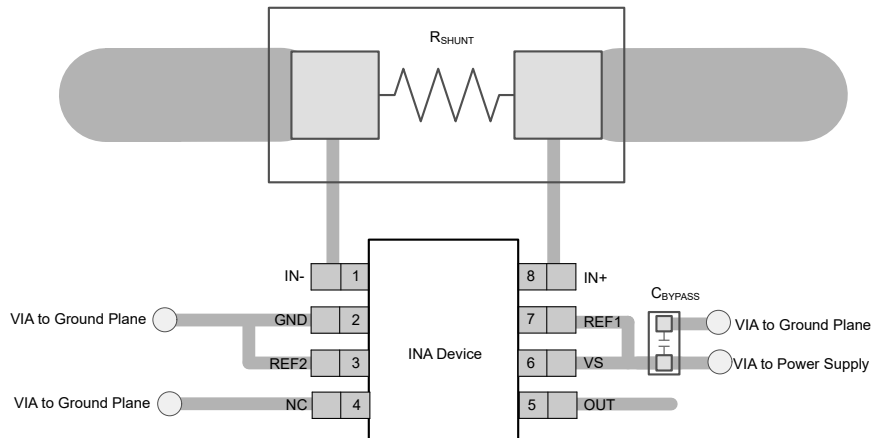 RSHUNT
IN- 1 8 IN+
CBYPASS
VIA to Ground Plane GND 2 7 REF1 VIA to Ground Plane
INA Device
REF2 3 6 VS VIA to Power Supply
VIA to Ground Plane NC 4 5 OUT